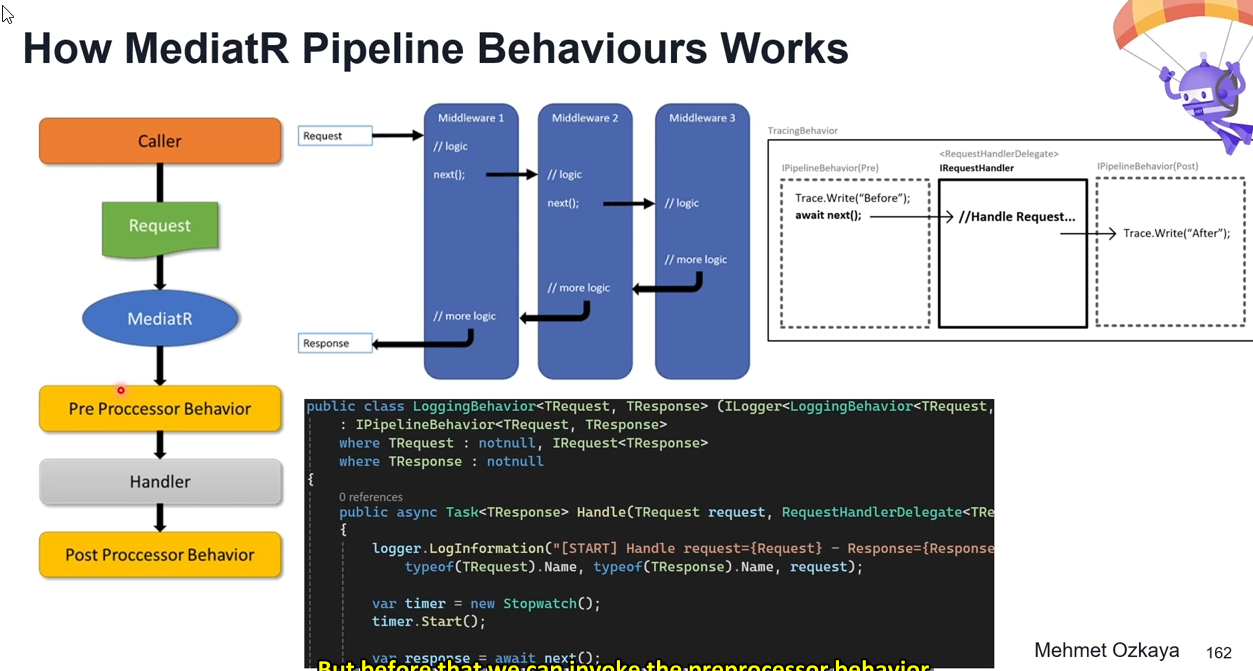 How MediatR Pipeline Behaviours Works
Caller
Request
MediatR
Pre Proccessor Behavior
Handler
Post Proccessor Behavior
Request
Response
Middleware 1
// logic
next();
// more logic
Middleware 2
// logic
next();
// more logic
Middleware 3
// logic
// more logic
TracingBehavior
IPipelineBehavior(Pre)
Trace.Write("Before");
await next();
<RequestHandlerDelegate>
IRequestHandler
//Handle Request...
IPipelineBehavior(Post)
Trace.Write("After");
public class LoggingBehavior<TRequest, TResponse> (ILogger<LoggingBehavior<TRequest,
: IPipelineBehavior<TRequest, TResponse>
where TRequest : notnull, IRequest<TResponse>
where TResponse : notnull
{
0 references
public async Task<TResponse> Handle(TRequest request, RequestHandlerDelegate<TRe
{
logger.LogInformation("[START] Handle request={Request} - Response={Response
typeof(TRequest).Name, typeof(TResponse).Name, request);
var timer = new Stopwatch();
timer.Start();
var response = await next();
But before that we can invoke the preprocessor behavior
Mehmet Ozkaya
162